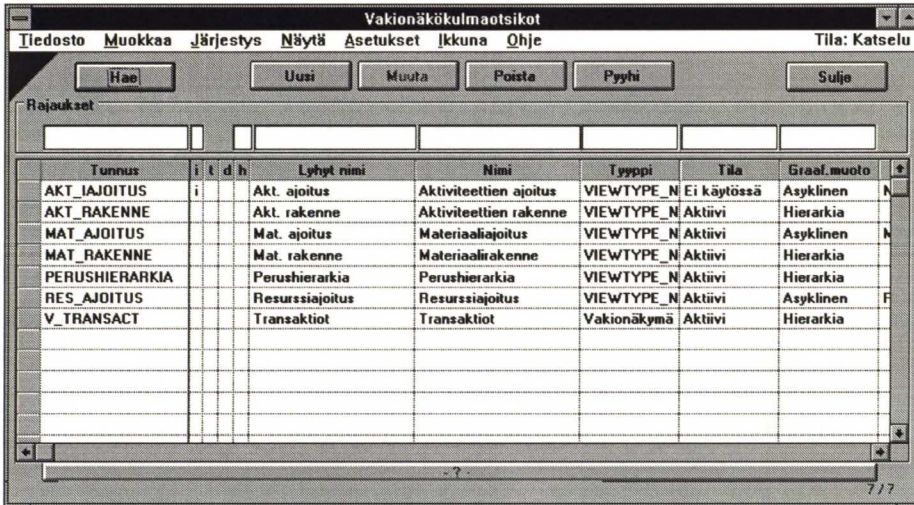 Vakionäkökulmaotsikot
Tiedosto Muokkaa Järjestys Näytä Asetukset Ikkuna Ohje Tila: Katselu
Hae Uusi Muuta Poista Pyyhi Sulje
Rajaukset
Tunnus i t d h Lyhyt nimi Nimi Tyyppi Tila Graaf.muoto
AKT_IAJOITUS i Akt. ajoitus Aktiviteettien ajoitus VIEWTYPE_N Ei käytössä Asyklinen N
AKT_RAKENNE Akt. rakenne Aktiviteettien rakenne VIEWTYPE_N Aktiivi Hierarkia
MAT_AJOITUS Mat. ajoitus Materiaaliajoitus VIEWTYPE_N Aktiivi Asyklinen M
MAT_RAKENNE Mat. rakenne Materiaalirakenne VIEWTYPE_N Aktiivi Hierarkia
PERUSHIERARKIA Perushierarkia Perushierarkia VIEWTYPE_N Aktiivi Hierarkia
RES_AJOITUS Resurssiajoitus Resurssiajoitus VIEWTYPE_N Aktiivi Asyklinen
V_TRANSACT Transaktiot Transaktiot Vakionäkymä Aktiivi Hierarkia
- ? -
7 / 7